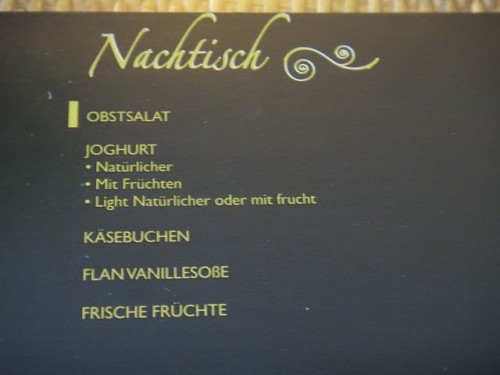 Nachtisch
OBSTSALAT
JOGHURT
• Natürlicher
• Mit Früchten
• Light Natürlicher oder mit frucht
KÄSEBUCHEN
FLAN VANILLESOßE
FRISCHE FRÜCHTE